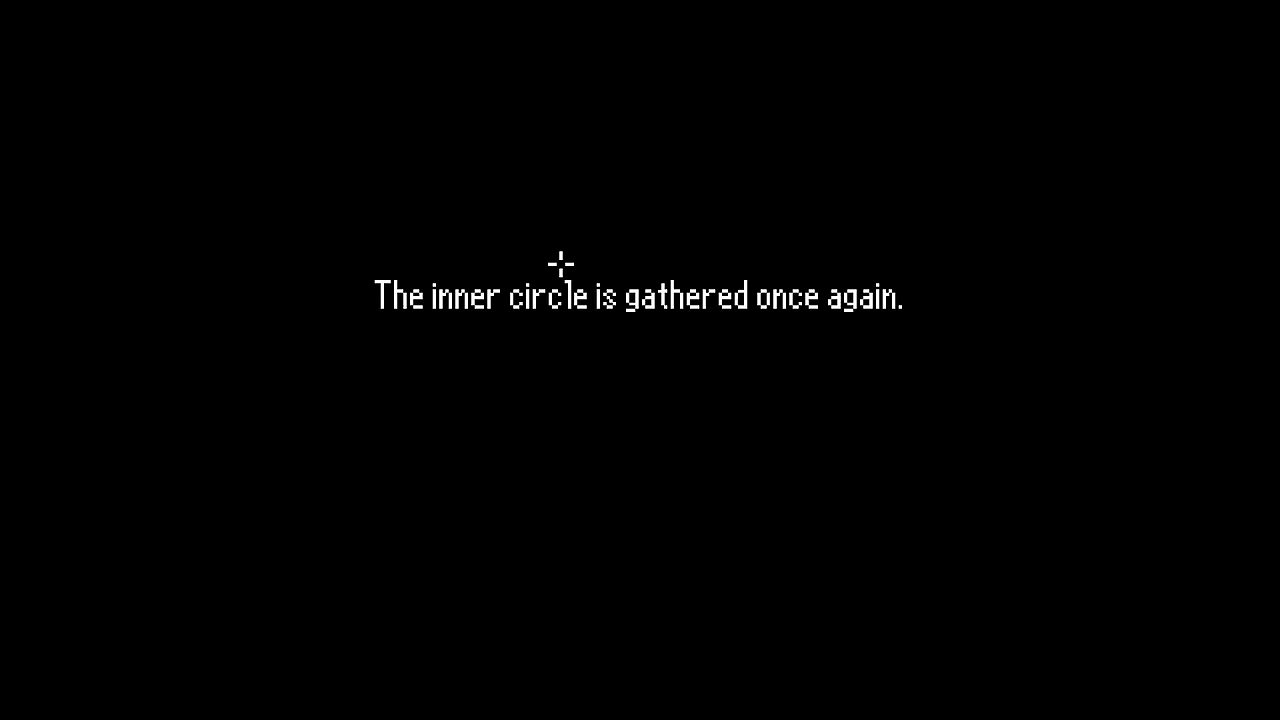 The inner circle is gathered once again.